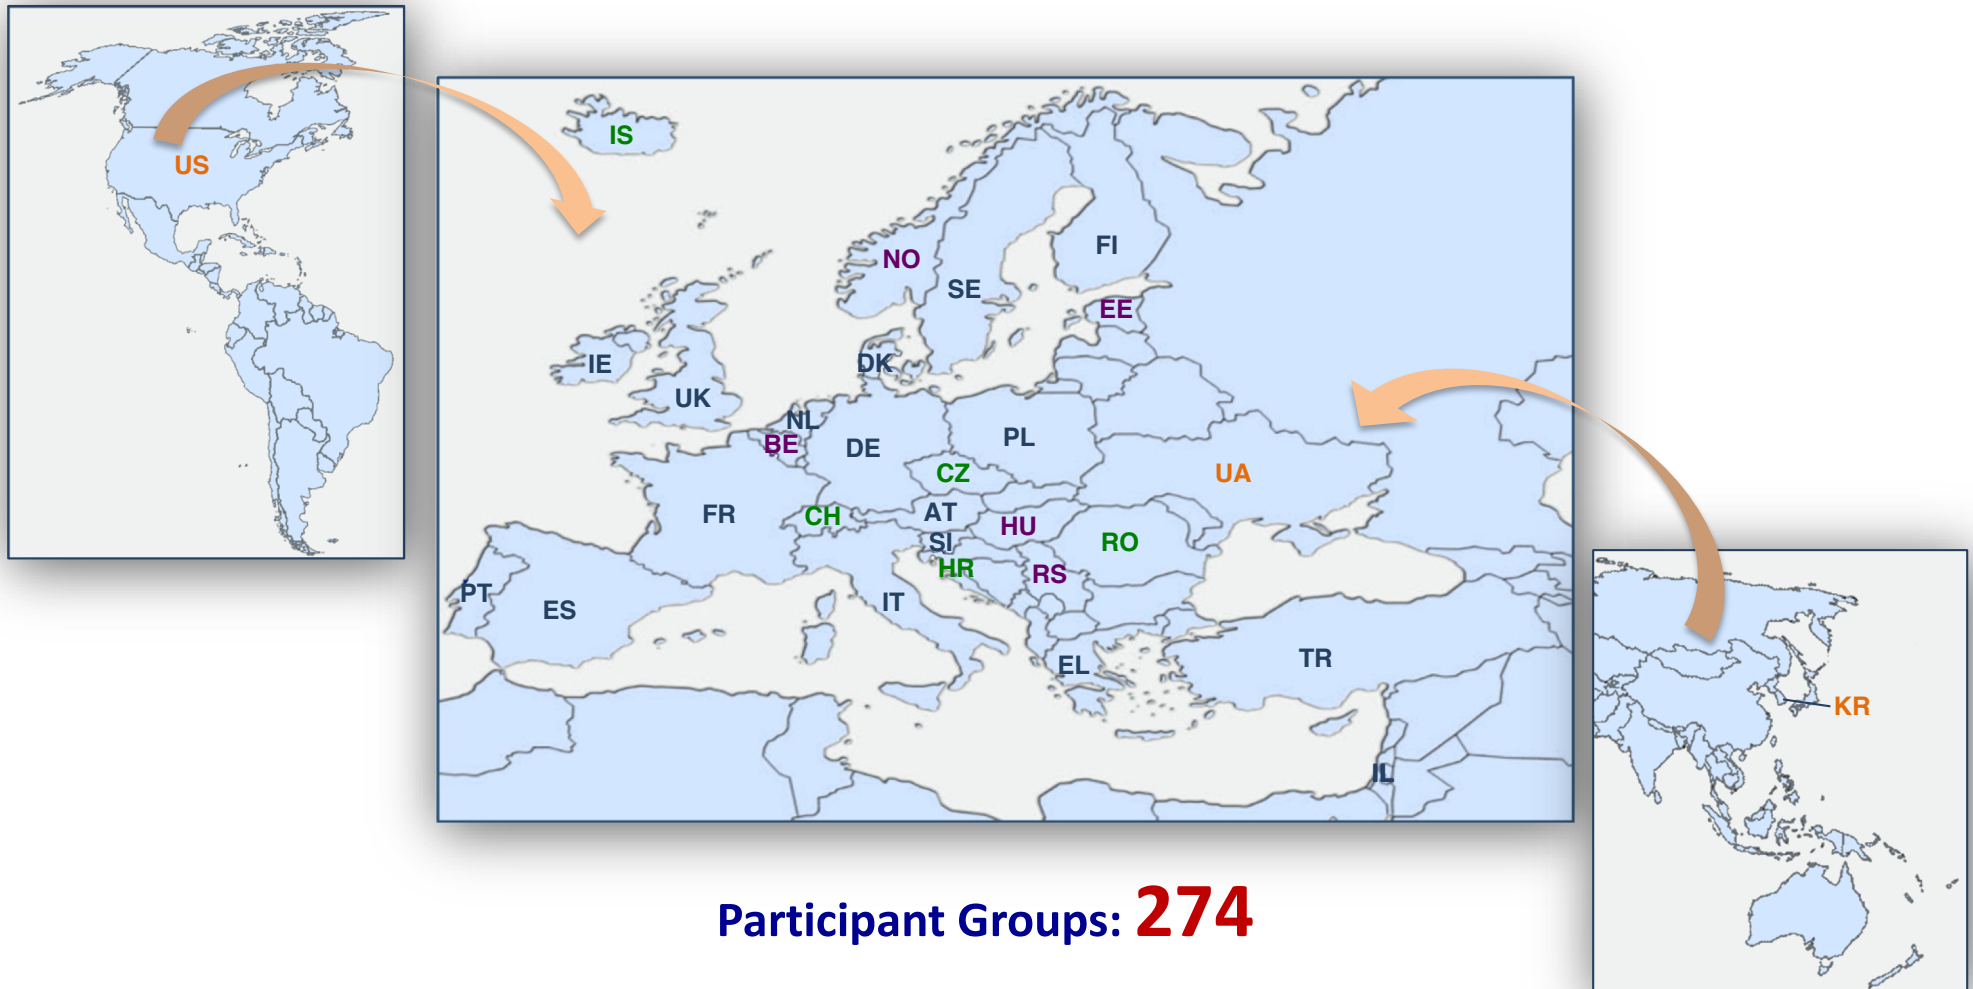 US
IS
NO
FI
SE
EE
IE
DK
UK
NL
BE
DE
PL
CZ
UA
FR
CH
AT
HU
SI
RO
HR
RS
PT
ES
IT
EL
TR
IL
KR
Participant Groups: 274